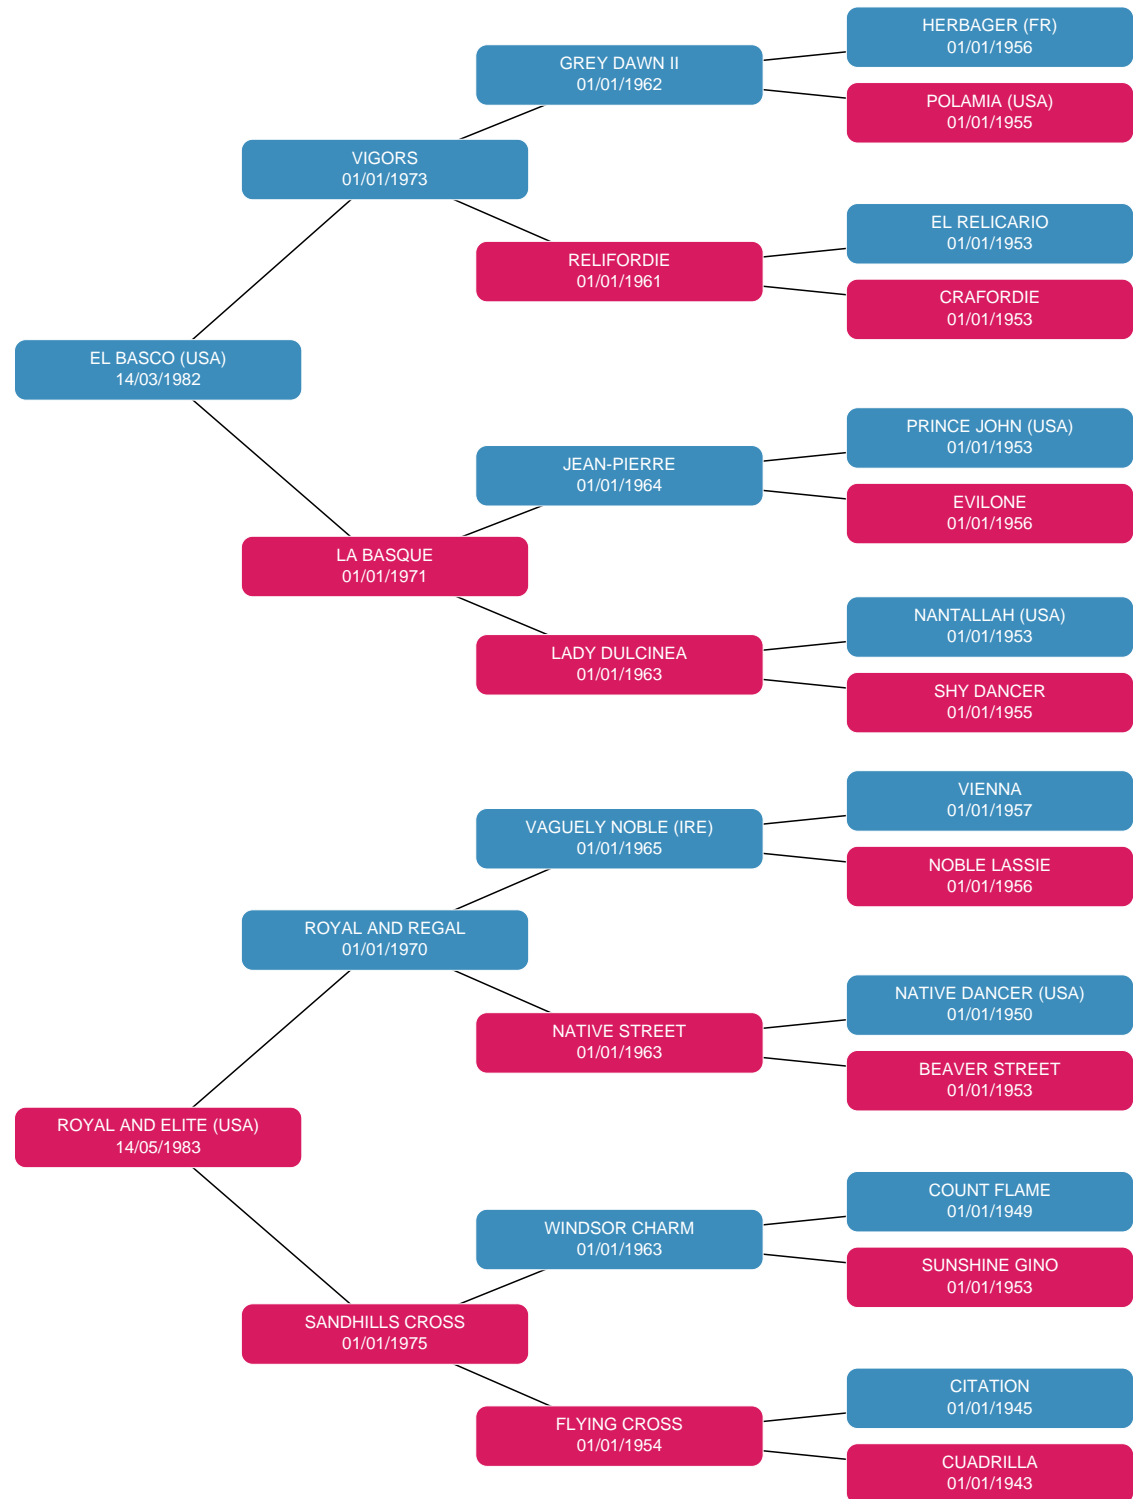 HERBAGER (FR)
01/01/1956
GREY DAWN II
01/01/1962
POLAMIA (USA)
01/01/1955
VIGORS
01/01/1973
EL RELICARIO
01/01/1953
RELIFORDIE
01/01/1961
CRAFORDIE
01/01/1953
EL BASCO (USA)
14/03/1982
PRINCE JOHN (USA)
01/01/1953
JEAN-PIERRE
01/01/1964
EVILONE
01/01/1956
LA BASQUE
01/01/1971
NANTALLAH (USA)
01/01/1953
LADY DULCINEA
01/01/1963
SHY DANCER
01/01/1955
VIENNA
01/01/1957
VAGUELY NOBLE (IRE)
01/01/1965
NOBLE LASSIE
01/01/1956
ROYAL AND REGAL
01/01/1970
NATIVE DANCER (USA)
01/01/1950
NATIVE STREET
01/01/1963
BEAVER STREET
01/01/1953
ROYAL AND ELITE (USA)
14/05/1983
COUNT FLAME
01/01/1949
WINDSOR CHARM
01/01/1963
SUNSHINE GINO
01/01/1953
SANDHILLS CROSS
01/01/1975
CITATION
01/01/1945
FLYING CROSS
01/01/1954
CUADRILLA
01/01/1943